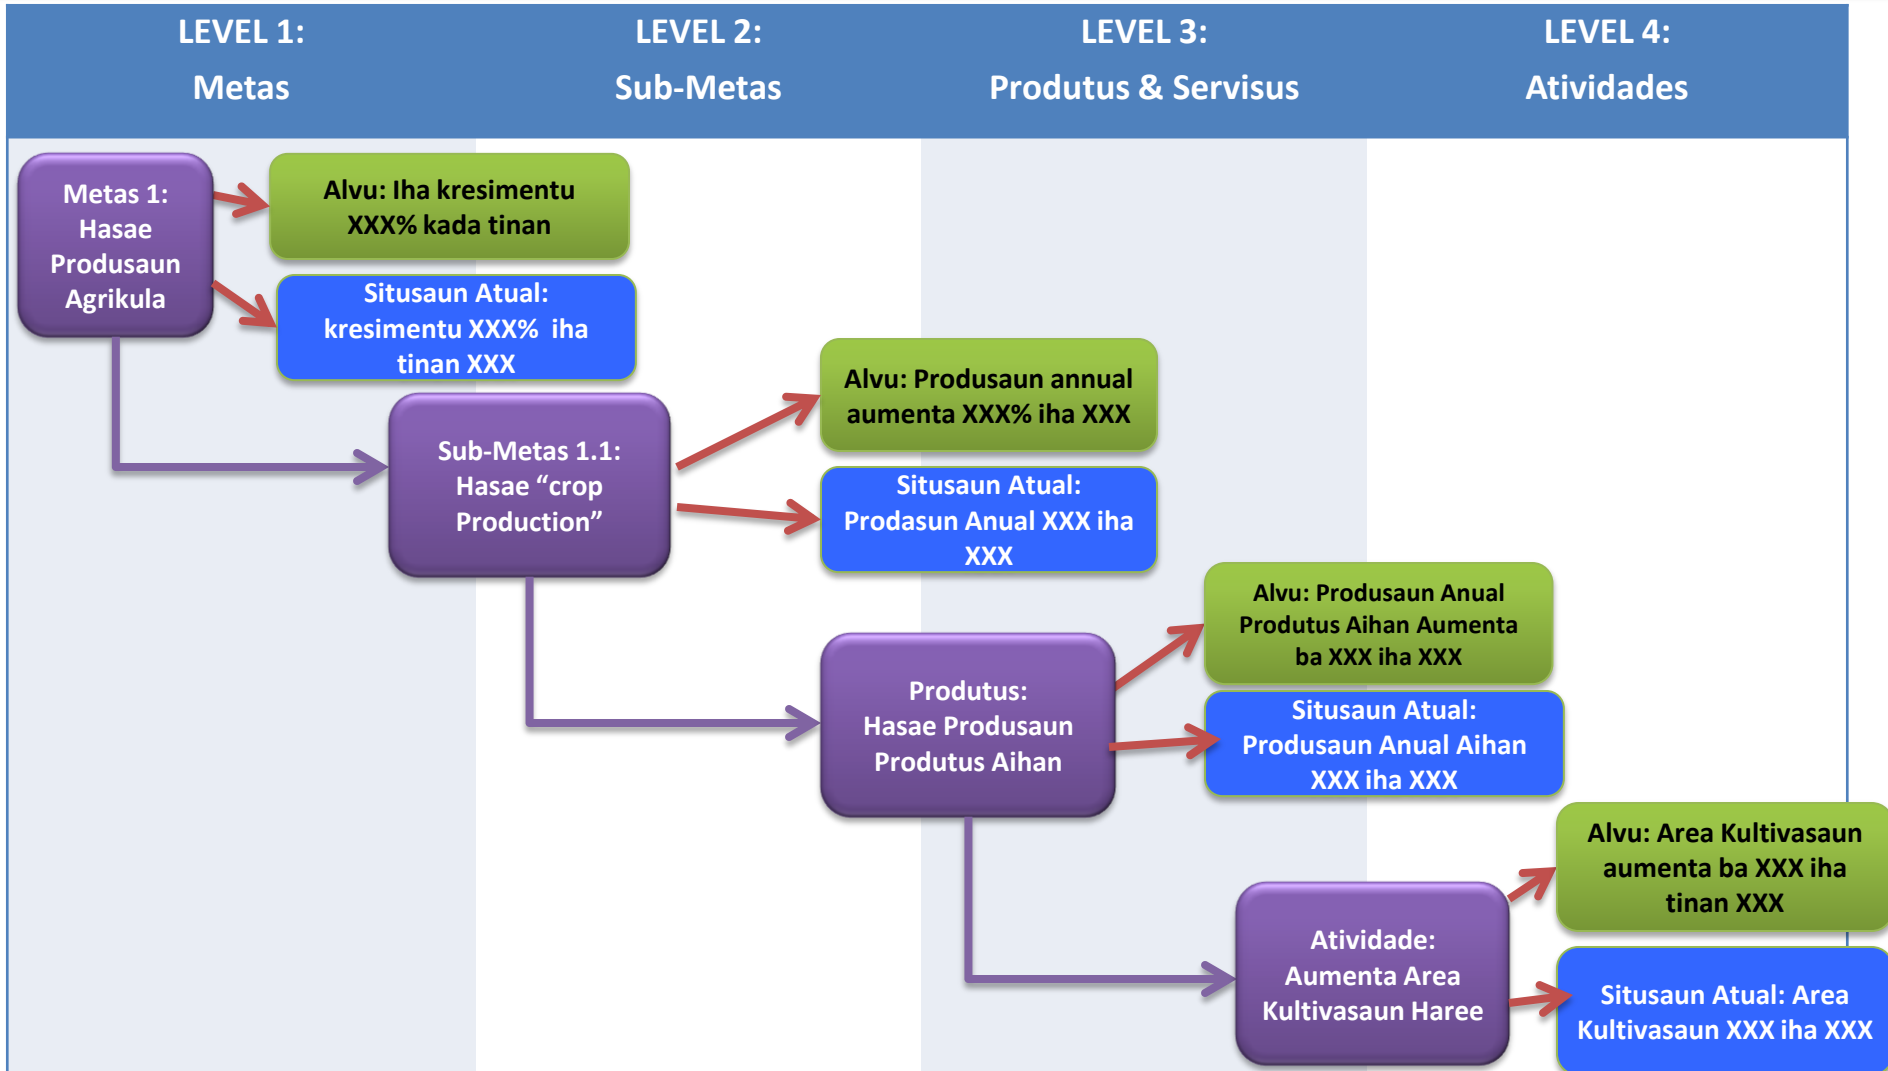 LEVEL 1:
Metas
LEVEL 2:
Sub-Metas
LEVEL 3:
Produtus & Servisus
LEVEL 4:
Atividades
Metas 1:
Hasae
Produsaun
Agrikula
Alvu: Iha kresimentu
XXX% kada tinan
Situsaun Atual:
kresimentu XXX%  iha
tinan XXX
Sub-Metas 1.1:
Hasae “crop
Production”
Alvu: Produsaun annual
aumenta XXX% iha XXX
Situsaun Atual:
Prodasun Anual XXX iha
XXX
Produtus:
Hasae Produsaun
Produtus Aihan
Alvu: Produsaun Anual
Produtus Aihan Aumenta
ba XXX iha XXX
Situsaun Atual:
Produsaun Anual Aihan
XXX iha XXX
Atividade:
Aumenta Area
Kultivasaun Haree
Alvu: Area Kultivasaun
aumenta ba XXX iha
tinan XXX
Situsaun Atual: Area
Kultivasaun XXX iha XXX